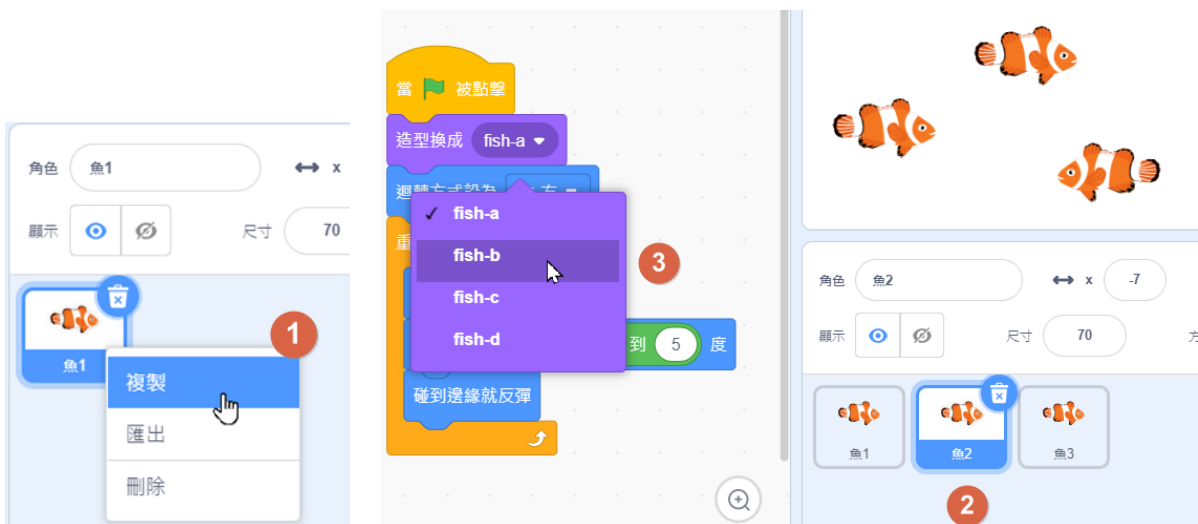 角色 魚1 x
顯示 尺寸 70
魚1
1
複製
匯出
刪除
當 被點擊
造型換成 fish-a
迴轉方式設為
fish-a
fish-b
fish-c
fish-d
3
重
到 5 度
碰到邊緣就反彈
角色 魚2 x -7
顯示 尺寸 70
魚1 魚2 魚3
2